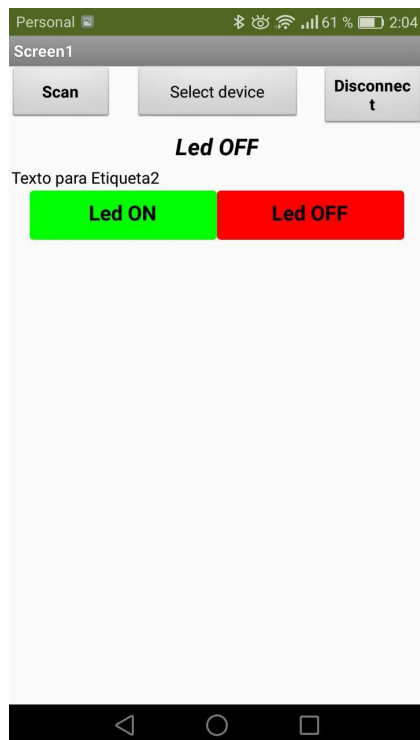 Personal 61 % 2:04
Screen1
Scan Select device Disconnec
t
Led OFF
Texto para Etiqueta2
Led ON Led OFF